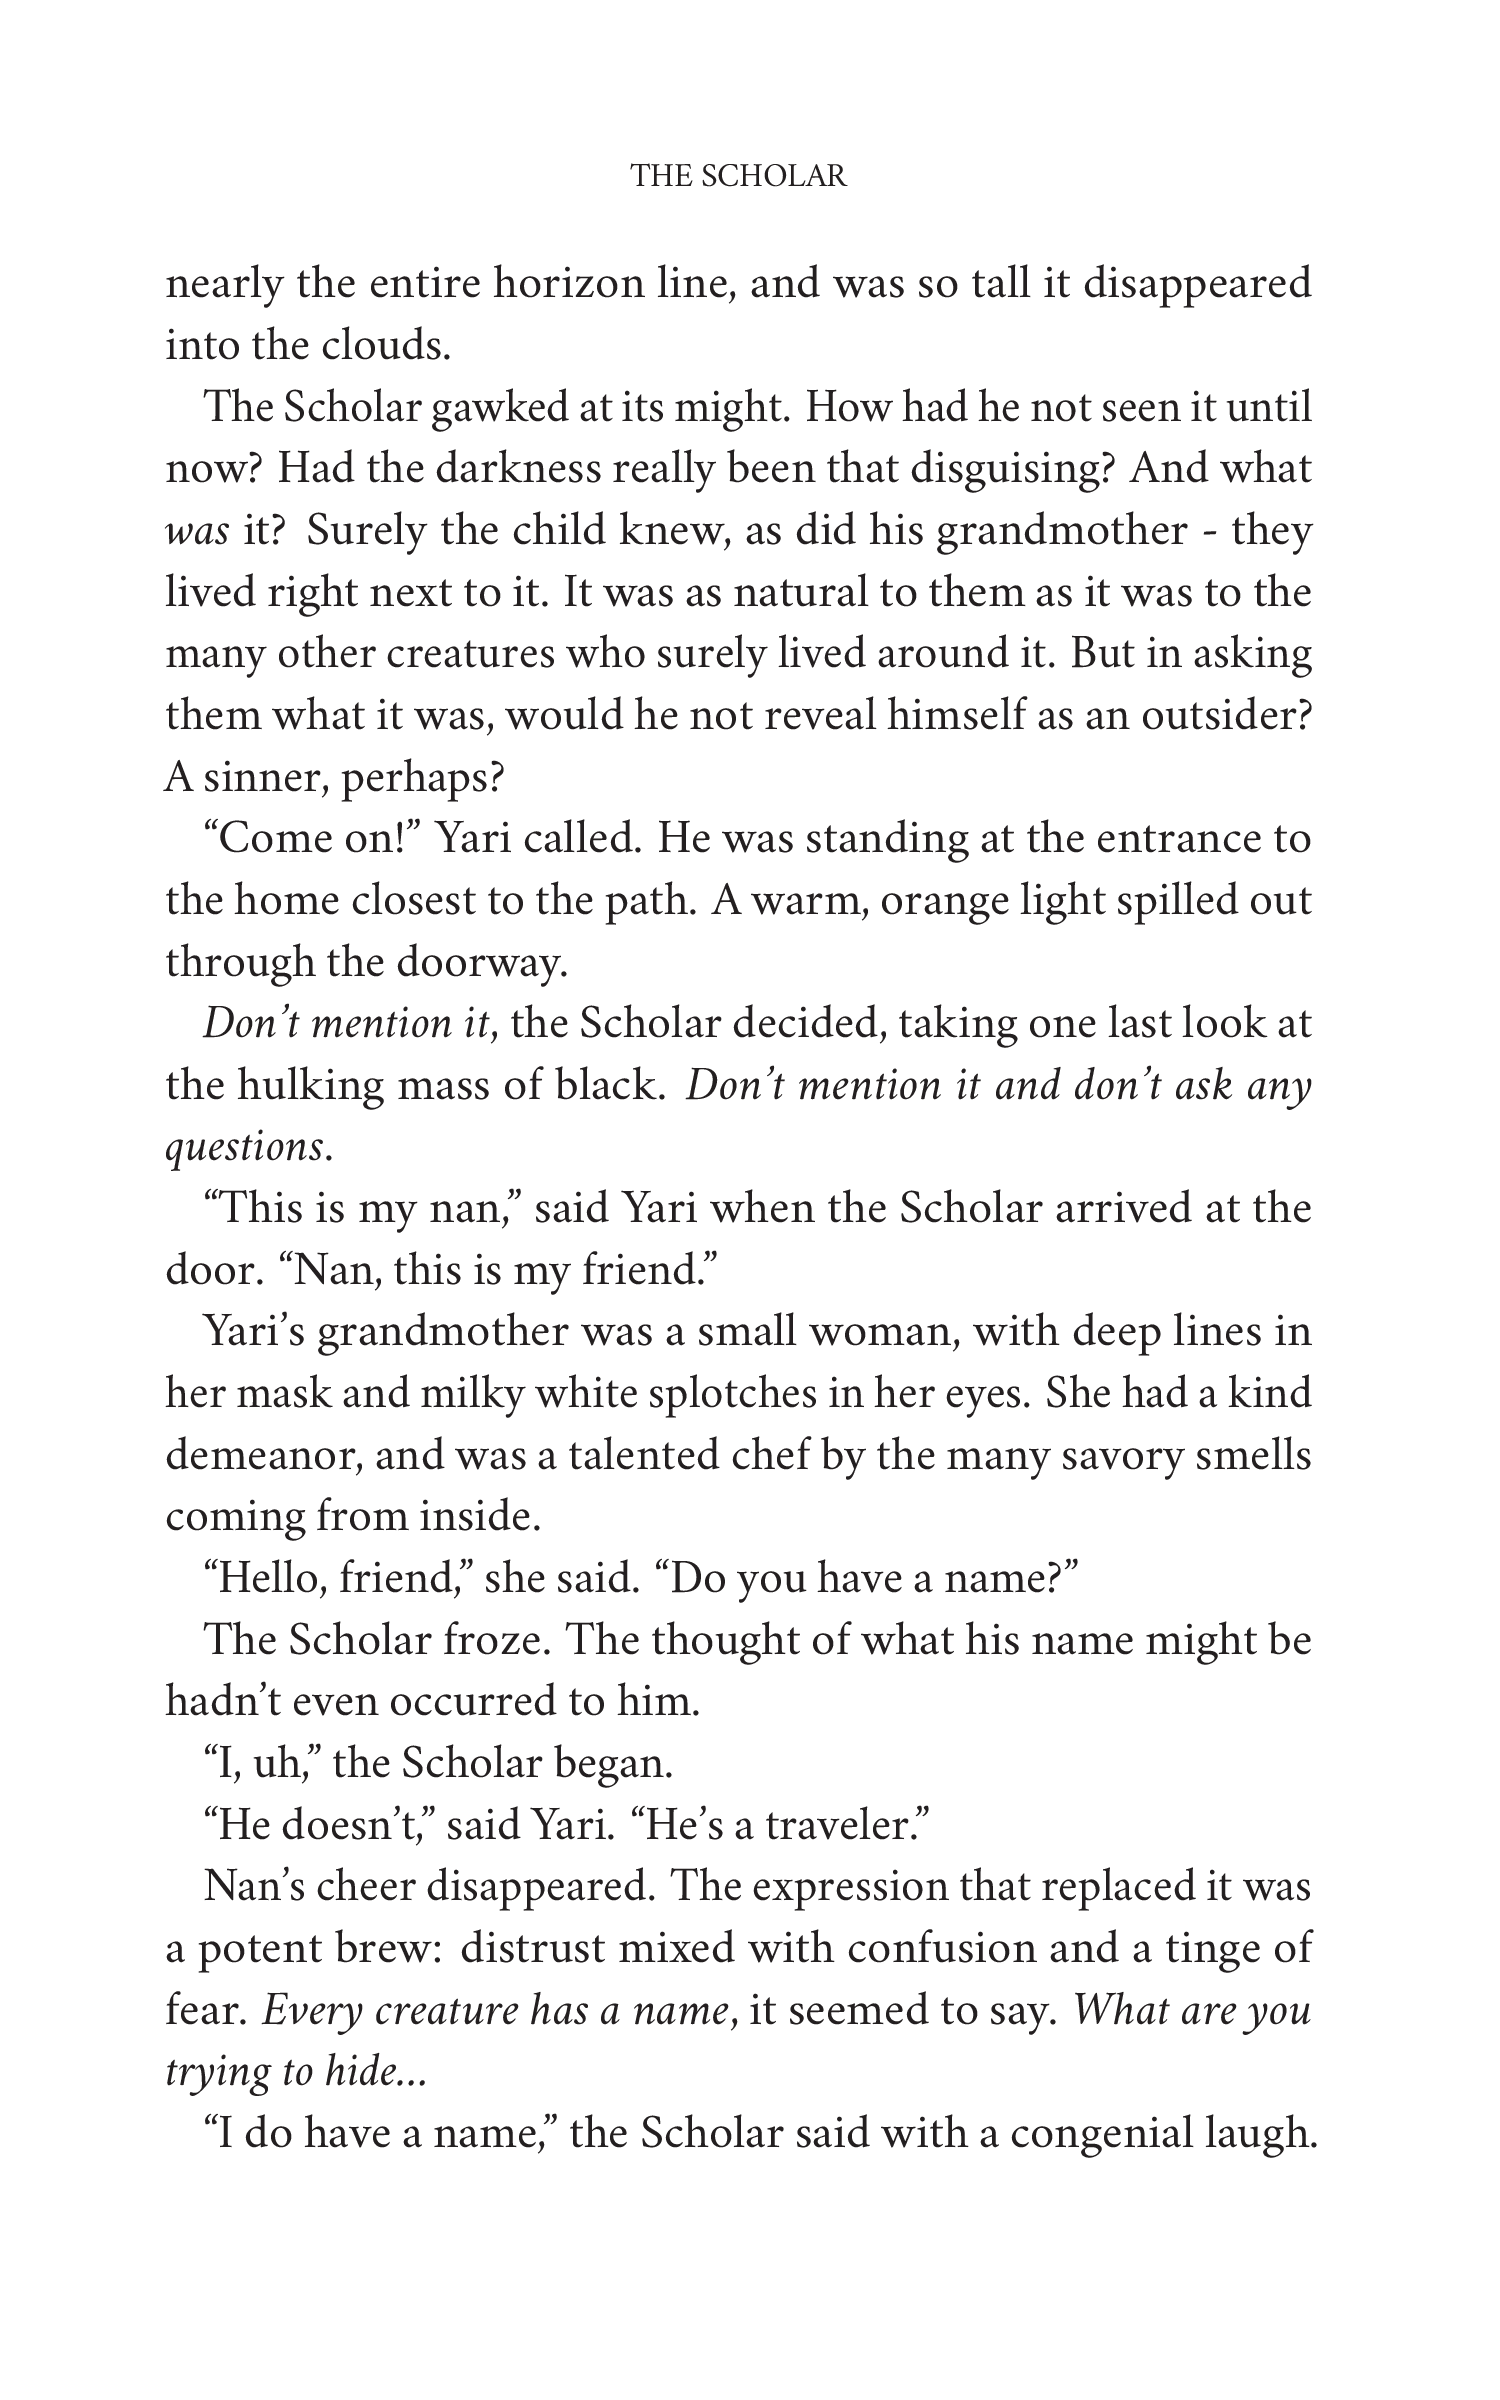 THE SCHOLAR
nearly the entire horizon line, and was so tall it disappeared
into the clouds.
The Scholar gawked at its might. How had he not seen it until
now? Had the darkness really been that disguising? And what
was it? Surely the child knew, as did his grandmother - they
lived right next to it. It was as natural to them as it was to the
many other creatures who surely lived around it. But in asking
them what it was, would he not reveal himself as an outsider?
A sinner, perhaps?
“Come on!” Yari called. He was standing at the entrance to
the home closest to the path. A warm, orange light spilled out
through the doorway.
Don’t mention it, the Scholar decided, taking one last look at
the hulking mass of black. Don’t mention it and don’t ask any
questions.
“This is my nan,” said Yari when the Scholar arrived at the
door. “Nan, this is my friend.”
Yari’s grandmother was a small woman, with deep lines in
her mask and milky white splotches in her eyes. She had a kind
demeanor, and was a talented chef by the many savory smells
coming from inside.
“Hello, friend,” she said. “Do you have a name?”
The Scholar froze. The thought of what his name might be
hadn’t even occurred to him.
“I, uh,” the Scholar began.
“He doesn’t,” said Yari. “He’s a traveler.”
Nan’s cheer disappeared. The expression that replaced it was
a potent brew: distrust mixed with confusion and a tinge of
fear. Every creature has a name, it seemed to say. What are you
trying to hide...
“I do have a name,” the Scholar said with a congenial laugh.